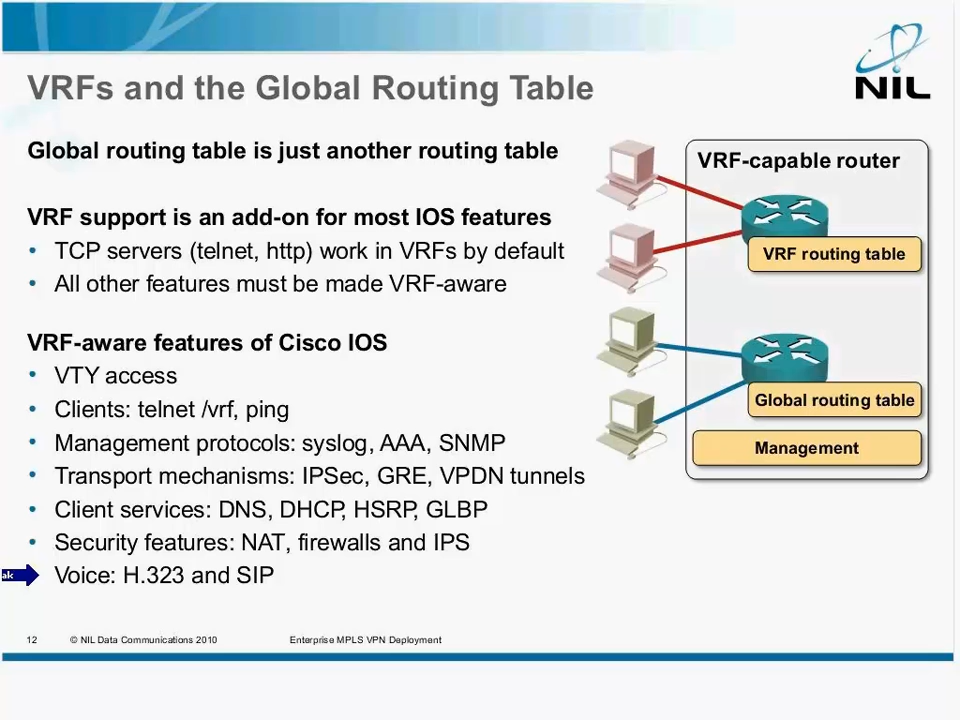 NIL
VRFs and the Global Routing Table
Global routing table is just another routing table
VRF support is an add-on for most IOS features
• TCP servers (telnet, http) work in VRFs by default
• All other features must be made VRF-aware
VRF-aware features of Cisco IOS
• VTY access
• Clients: telnet /vrf, ping
• Management protocols: syslog, AAA, SNMP
• Transport mechanisms: IPSec, GRE, VPDN tunnels
• Client services: DNS, DHCP, HSRP, GLBP
• Security features: NAT, firewalls and IPS
ak
Voice: H.323 and SIP
VRF-capable router
VRF routing table
Global routing table
Management
12 © NIL Data Communications 2010 Enterprise MPLS VPN Deployment